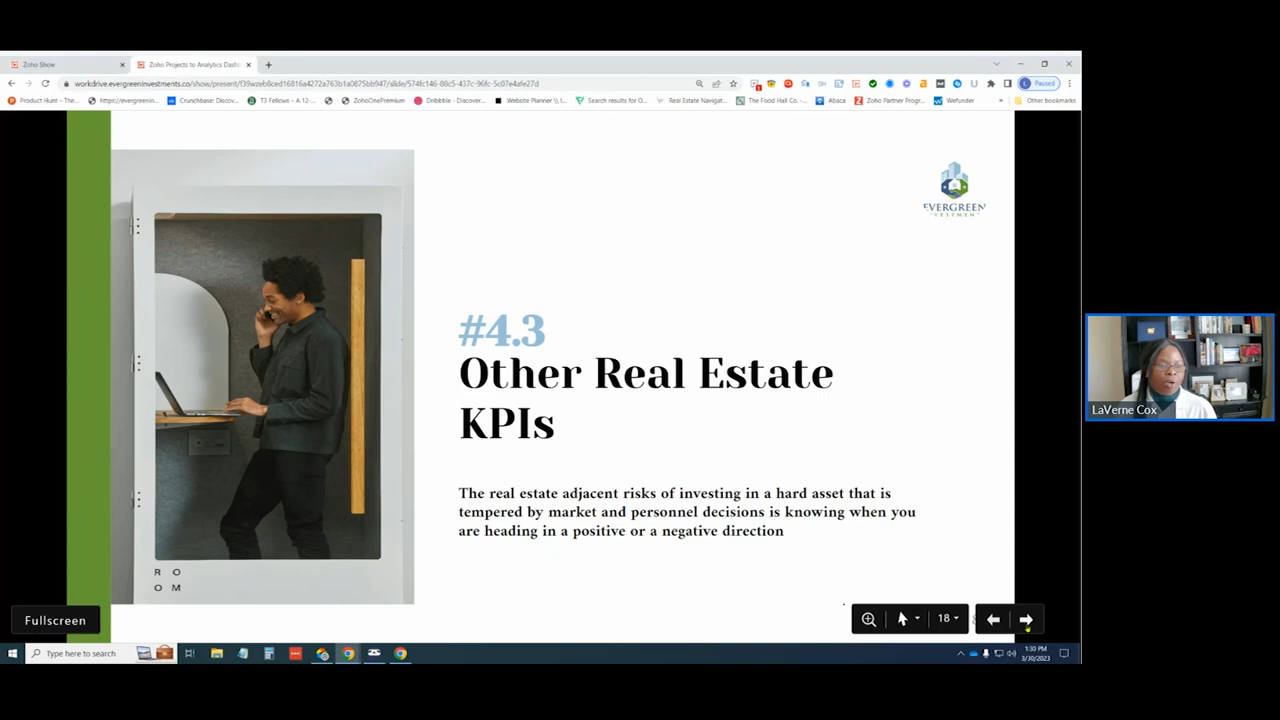 Zoho Show
Zoho Projects to Analytics Dash
workdrive.evergreeninvestments.co/show/present/f39wzeb8ced16816a4272a763b1a0875bb947/slide/574fc146-88c5-437c-96fc-5c07e4afe27d
Paused
Product Hunt – The...
https://evergreenin...
Crunchbase: Discov...
T3 Fellows – A 12-...
ZohoOnePremium
Dribbble - Discover...
Website Planner \\ I...
Search results for O...
Real Estate Navigat...
The Food Hall Co. -...
Abaca
Zoho Partner Progr...
Wefunder
»
Other bookmarks
EVERGREEN
#4.3
Other Real Estate
KPIs
The real estate adjacent risks of investing in a hard asset that is
tempered by market and personnel decisions is knowing when you
are heading in a positive or a negative direction
R O
O M
LaVerne Cox
Fullscreen
18
Type here to search
1:30 PM
3/30/2023